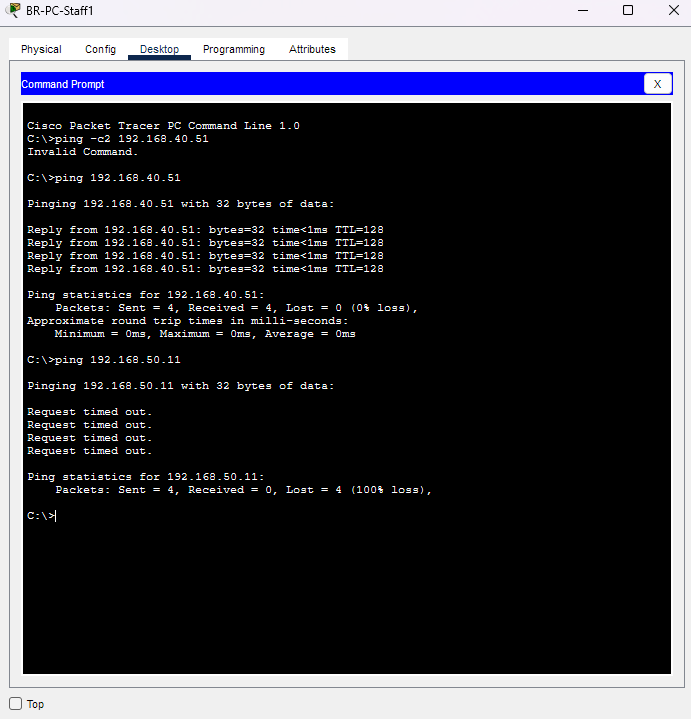 BR-PC-Staff1
Physical Config Desktop Programming Attributes
Command Prompt X
Cisco Packet Tracer PC Command Line 1.0
C:\>ping -c2 192.168.40.51
Invalid Command.
C:\>ping 192.168.40.51
Pinging 192.168.40.51 with 32 bytes of data:
Reply from 192.168.40.51: bytes=32 time<1ms TTL=128
Reply from 192.168.40.51: bytes=32 time<1ms TTL=128
Reply from 192.168.40.51: bytes=32 time<1ms TTL=128
Reply from 192.168.40.51: bytes=32 time<1ms TTL=128
Ping statistics for 192.168.40.51:
Packets: Sent = 4, Received = 4, Lost = 0 (0% loss),
Approximate round trip times in milli-seconds:
Minimum = 0ms, Maximum = 0ms, Average = 0ms
C:\>ping 192.168.50.11
Pinging 192.168.50.11 with 32 bytes of data:
Request timed out.
Request timed out.
Request timed out.
Request timed out.
Ping statistics for 192.168.50.11:
Packets: Sent = 4, Received = 0, Lost = 4 (100% loss),
C:\>
Top